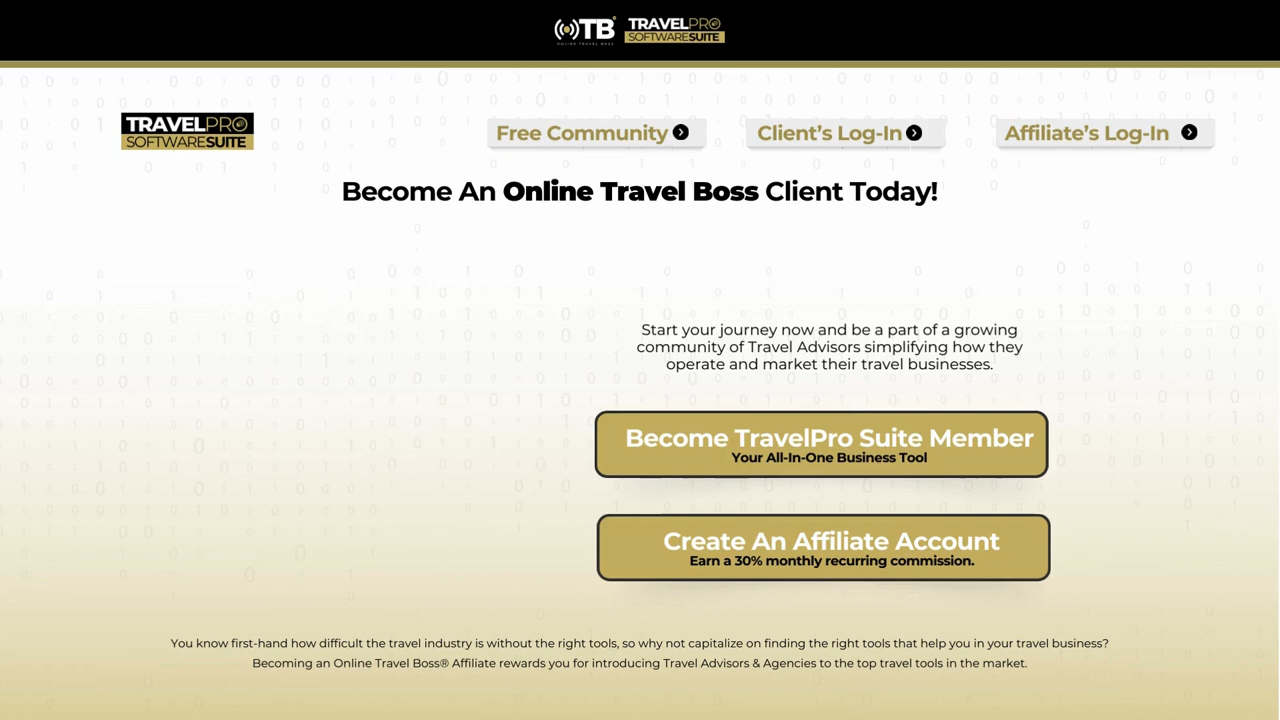 TB®
ONLINE TRAVEL BOSS
TRAVELPRO
SOFTWARESUITE
TRAVELPRO
SOFTWARESUITE
Free Community
Client’s Log-In
Affiliate’s Log-In
Become An Online Travel Boss Client Today!
Start your journey now and be a part of a growing
community of Travel Advisors simplifying how they
operate and market their travel businesses.
Become TravelPro Suite Member
Your All-In-One Business Tool
Create An Affiliate Account
Earn a 30% monthly recurring commission.
You know first-hand how difficult the travel industry is without the right tools, so why not capitalize on finding the right tools that help you in your travel business?
Becoming an Online Travel Boss® Affiliate rewards you for introducing Travel Advisors & Agencies to the top travel tools in the market.